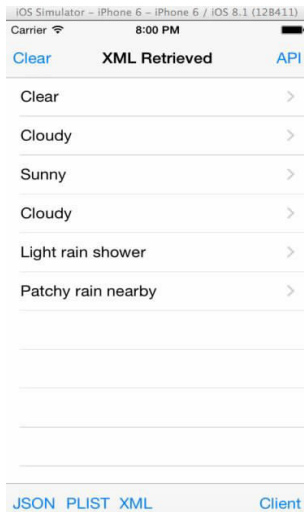 iOS Simulator – iPhone 6 – iPhone 6 / iOS 8.1 (12B411)
Carrier 8:00 PM
Clear XML Retrieved API
Clear
Cloudy
Sunny
Cloudy
Light rain shower
Patchy rain nearby
JSON PLIST XML Client